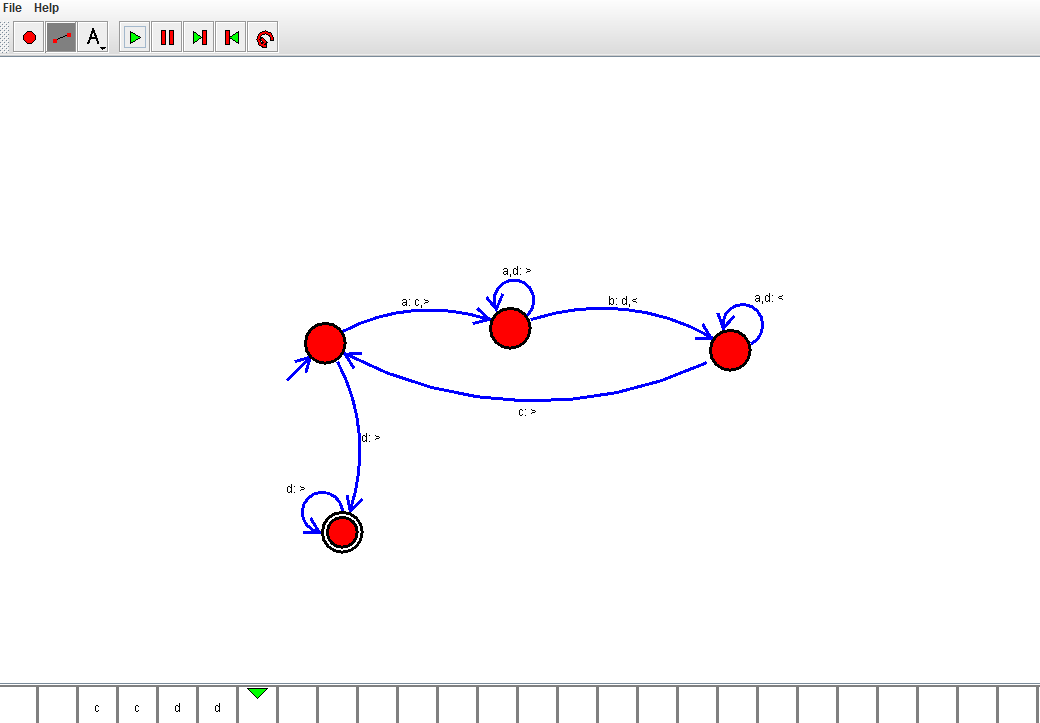 File Help
A
a,d: >
a: c,>
b: d,<
a,d: <
c: >
d: >
d: >
c c d d